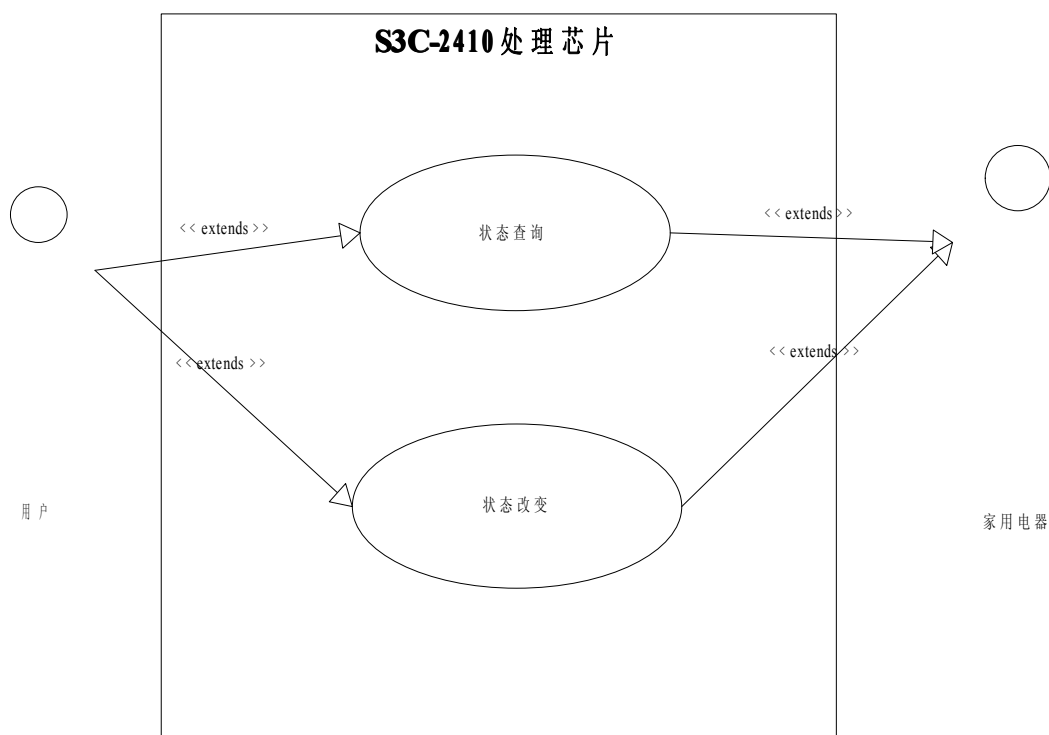 S3C-2410处理芯片
<< extends >>
<< extends >>
状态查询
<< extends >>
<< extends >>
状态改变
用户
家用电器